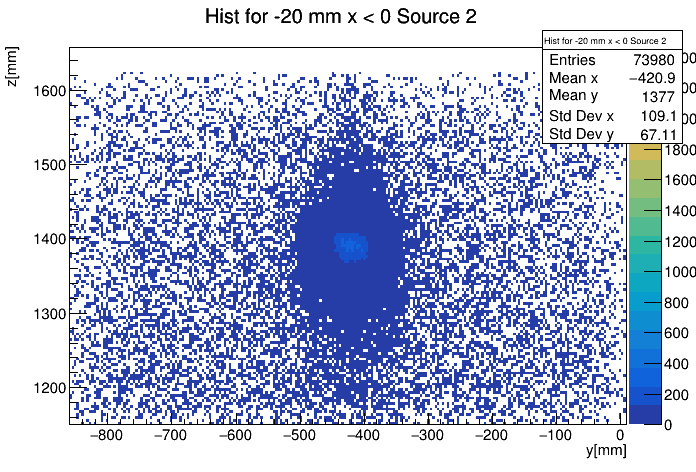 Hist for -20 mm x < 0 Source 2
z[mm]
Hist for -20 mm x < 0 Source 2
Entries 73980
Mean x −420.9
Mean y 1377
Std Dev x 109.1
Std Dev y 67.11
1600
1500
1400
1300
1200
−800 −700 −600 −500 −400 −300 −200 −100 0
y[mm]
1800
1600
1400
1200
1000
800
600
400
200
0